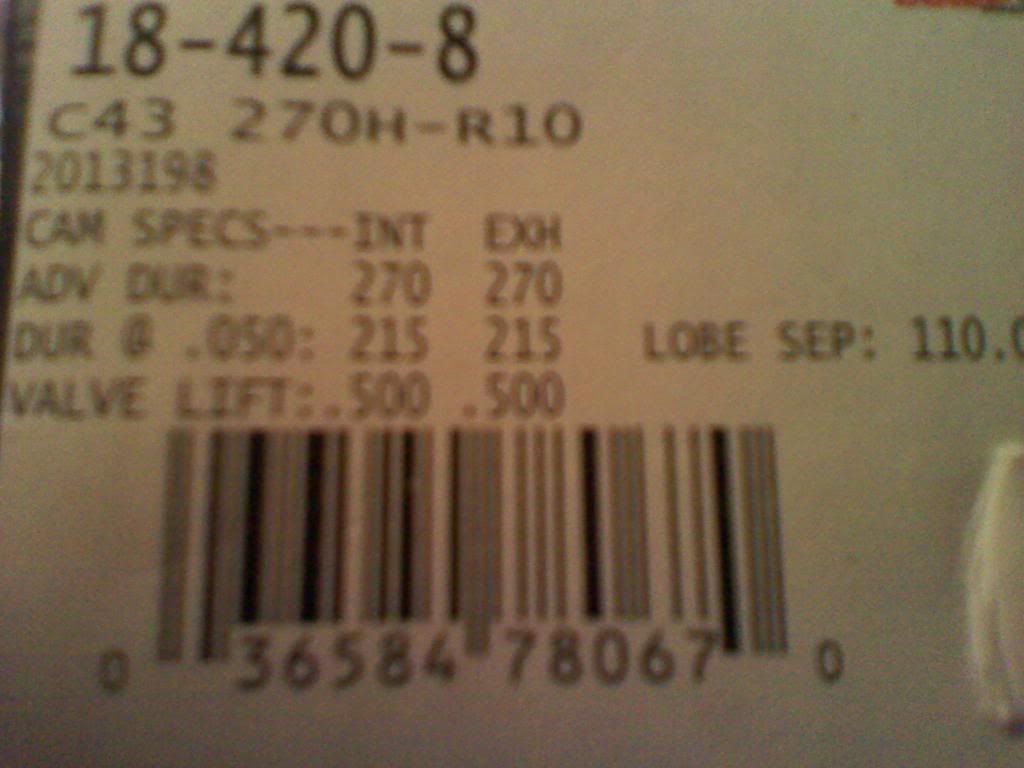 18-420-8
C43 270H-R10
2013198
CAM SPECS---INT EXH
ADV DUR: 270 270
DUR @ .050: 215 215 LOBE SEP: 110.0
VALVE LIFT:.500 .500
0 36584 78067 0